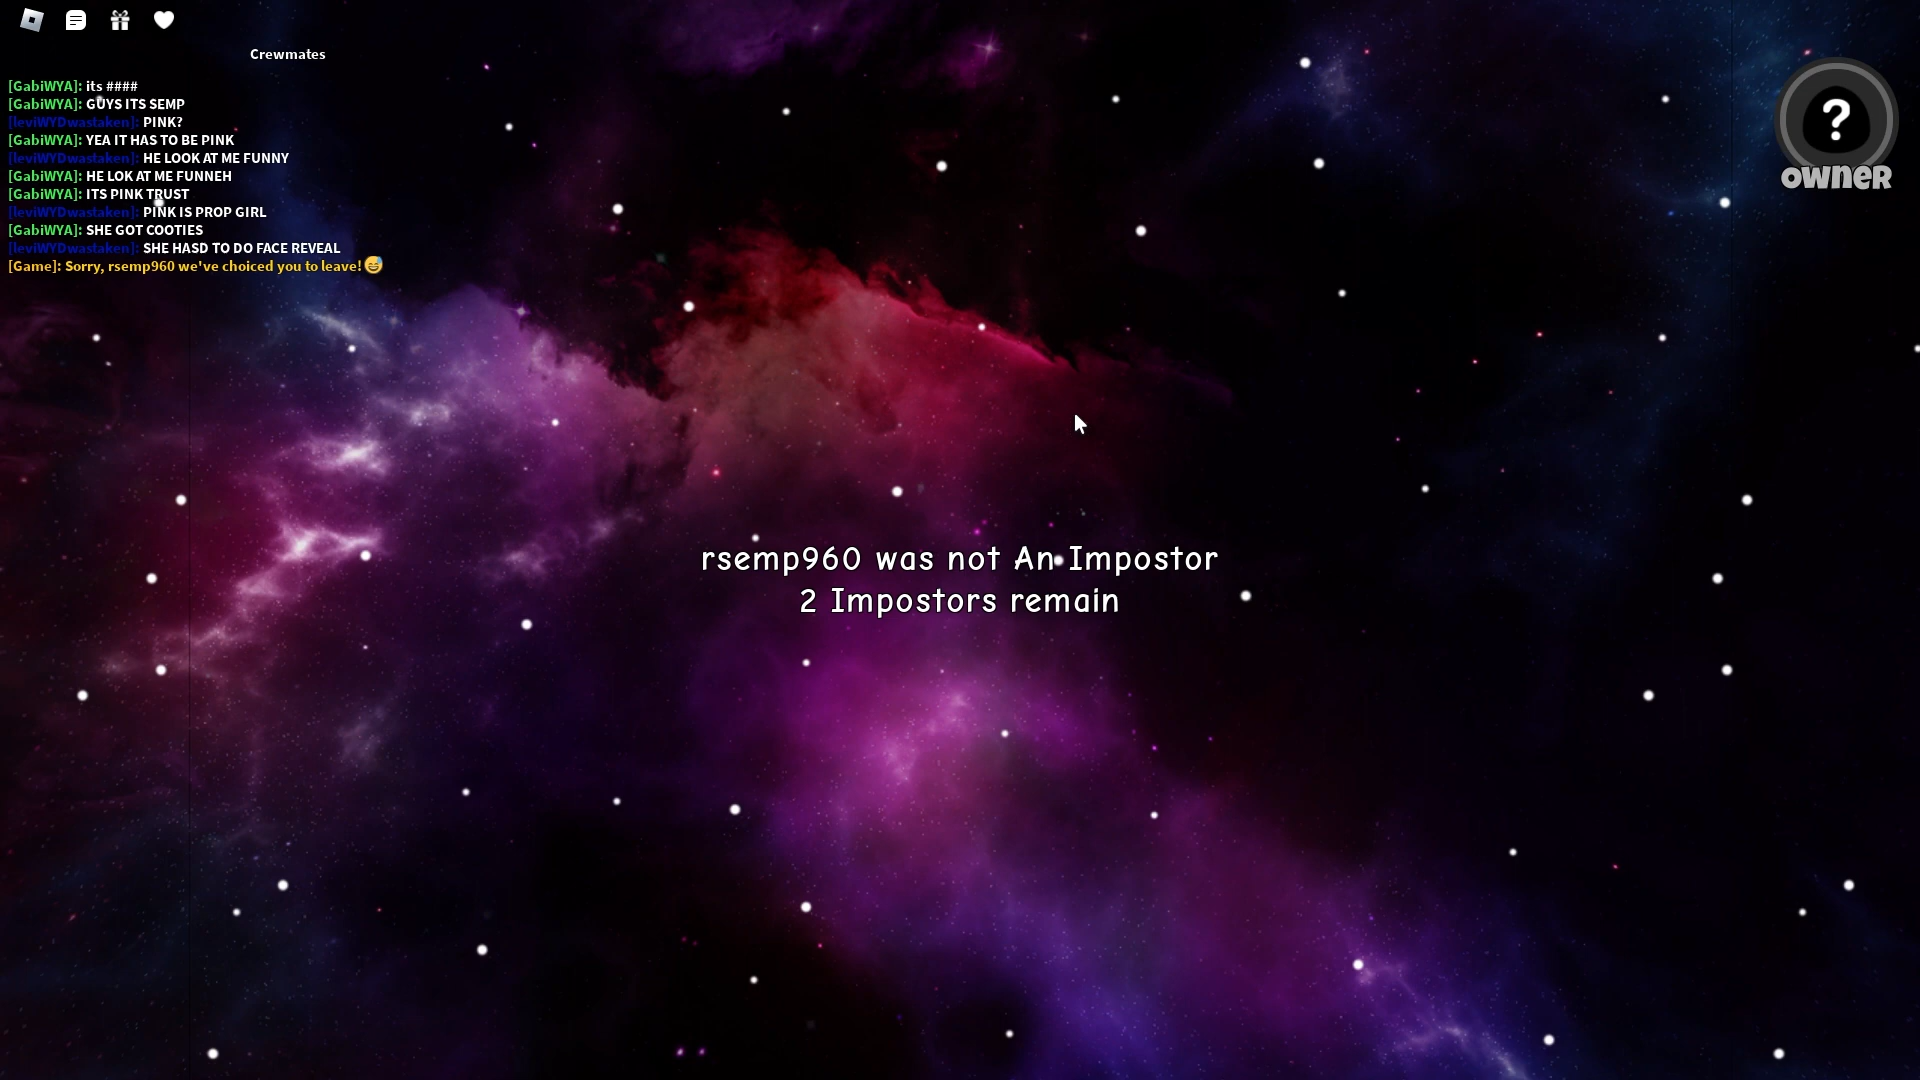 Crewmates
[GabiWYA]: its ####
[GabiWYA]: GUYS ITS SEMP
[leviWYDwastaken]: PINK?
[GabiWYA]: YEA IT HAS TO BE PINK
[leviWYDwastaken]: HE LOOK AT ME FUNNY
[GabiWYA]: HE LOK AT ME FUNNEH
[GabiWYA]: ITS PINK TRUST
[leviWYDwastaken]: PINK IS PROP GIRL
[GabiWYA]: SHE GOT COOTIES
[leviWYDwastaken]: SHE HASD TO DO FACE REVEAL
[Game]: Sorry, rsemp960 we've choiced you to leave!😅
?
OWNER
rsemp960 was not An Impostor
2 Impostors remain